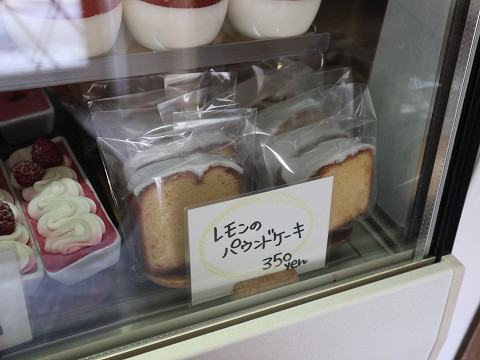 レモンの
パウンドケーキ
350yen